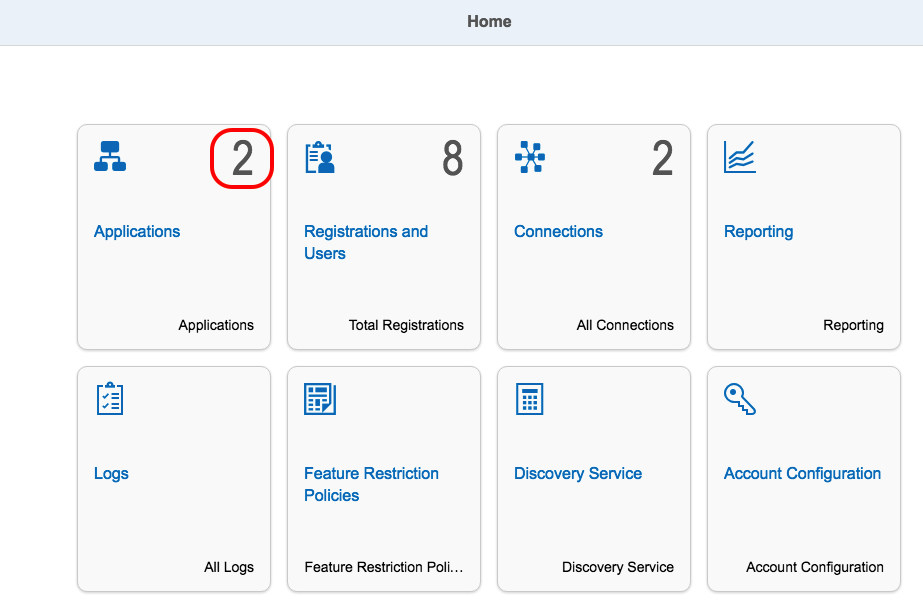 Home
2
8
2
Applications
Registrations and
Users
Connections
Reporting
Applications
Total Registrations
All Connections
Reporting
Logs
Feature Restriction
Policies
Discovery Service
Account Configuration
All Logs
Feature Restriction Poli…
Discovery Service
Account Configuration